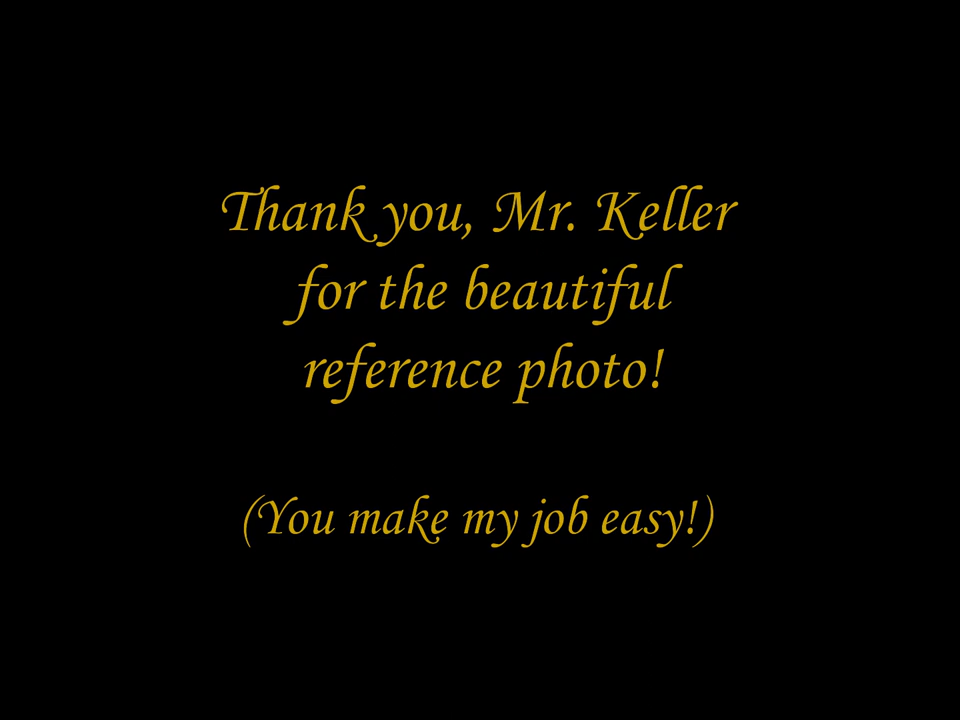 Thank you, Mr. Keller
for the beautiful
reference photo!
(You make my job easy!)